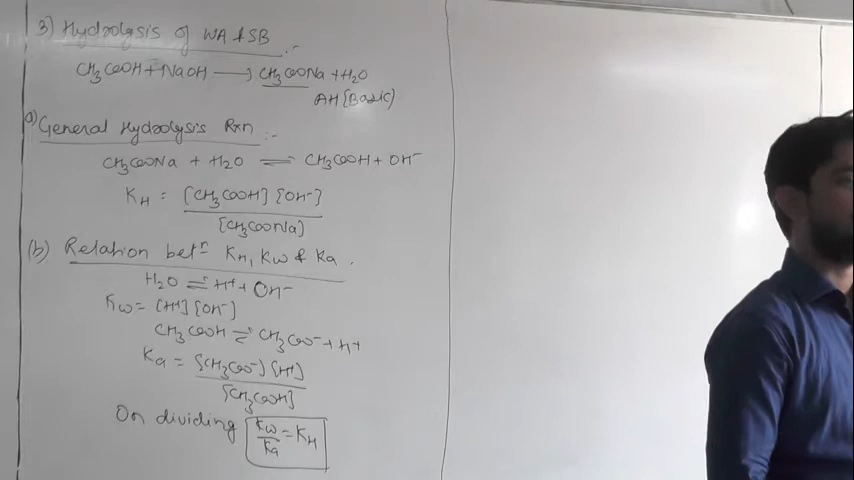 3) Hydrolysis of WA & SB :-
CH3COOH + NaOH ⟶ CH3COONa + H2O
AH [Basic]
a) General Hydrolysis Rxn :-
CH3COONa + H2O ⇌ CH3COOH + OH-
KH = [CH3COOH] [OH-]
[CH3COONa]
(b) Relation betn KH, Kw & Ka .
H2O ⇌ H+ + OH-
Kw = [H+] [OH-]
CH3COOH ⇌ CH3COO- + H+
Ka = [CH3COO-] [H+]
[CH3COOH]
On dividing Kw/Ka = KH